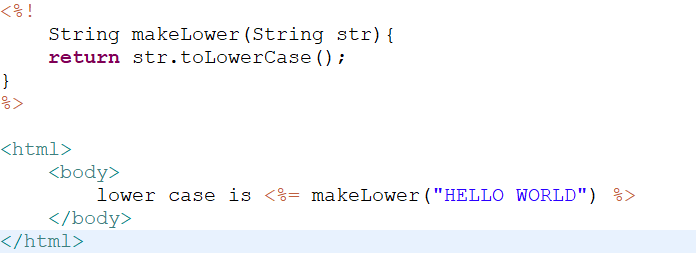 <%!
    String makeLower(String str){
    return str.toLowerCase();
}
%>

<html>
    <body>
        lower case is <%= makeLower("HELLO WORLD") %>
    </body>
</html>